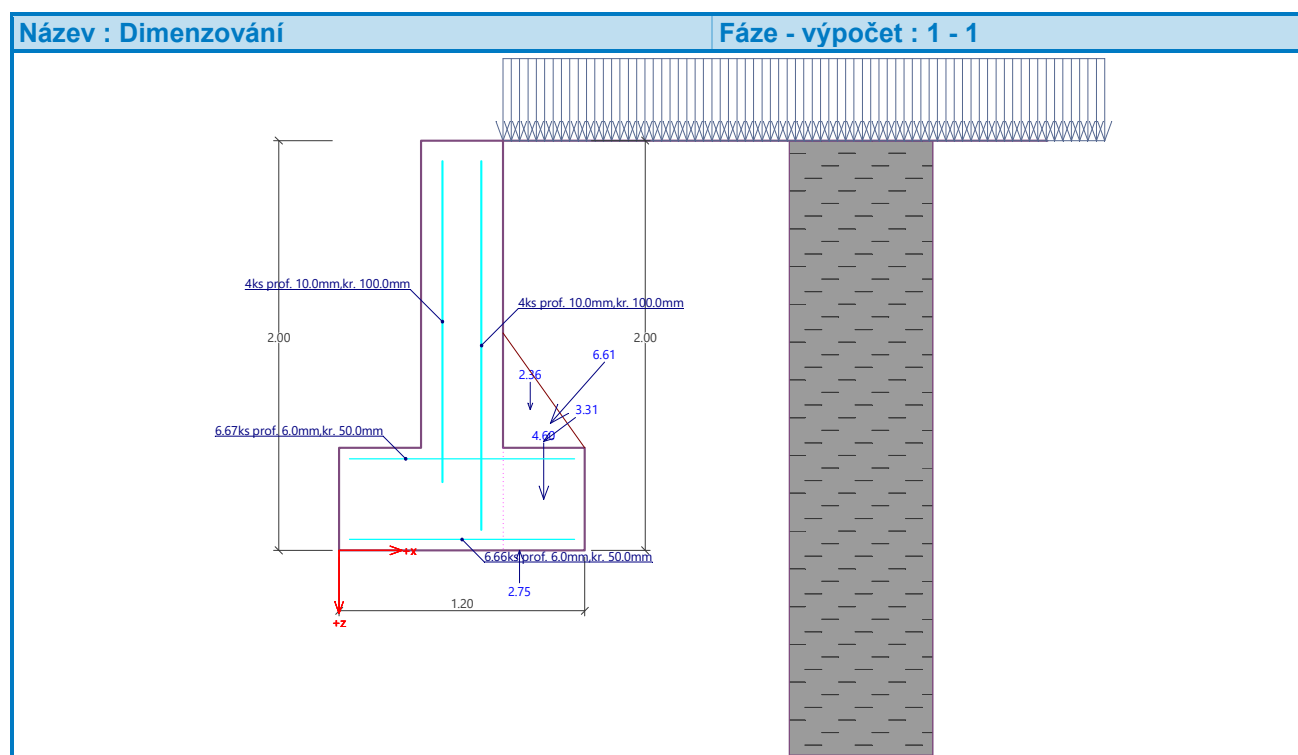 Název : Dimenzování
Fáze - výpočet : 1 - 1
4ks prof. 10.0mm,kr. 100.0mm
4ks prof. 10.0mm,kr. 100.0mm
2.00
2.00
6.61
2.36
3.31
6.67ks prof. 6.0mm,kr. 50.0mm
4.60
+x
6.66ks prof. 6.0mm,kr. 50.0mm
2.75
1.20
+z